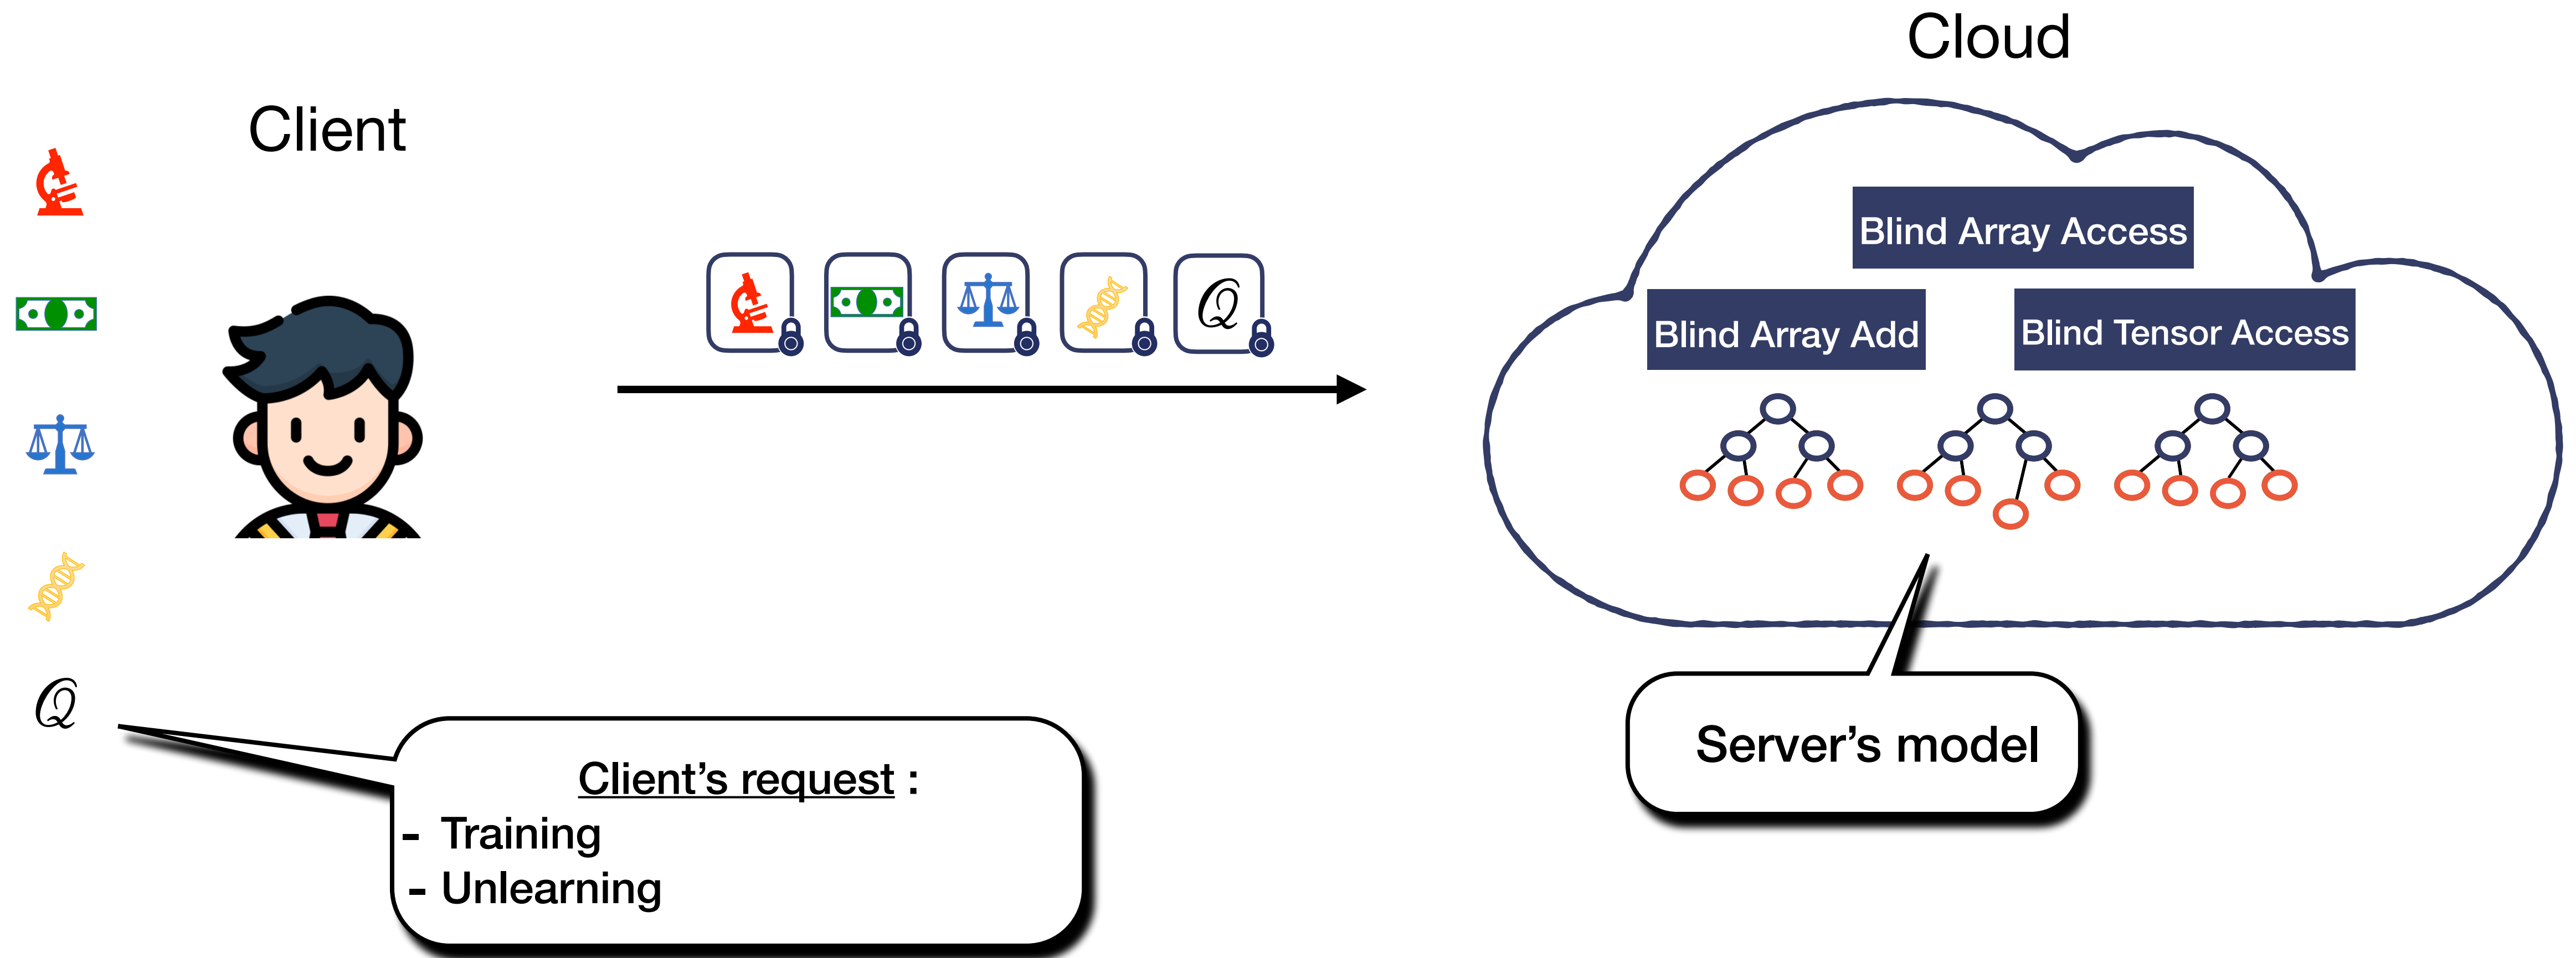 Cloud
Client
Blind Array Access
Blind Array Add
Blind Tensor Access
𝒬
𝒬
Server’s model
Client’s request :
- Training
- Unlearning